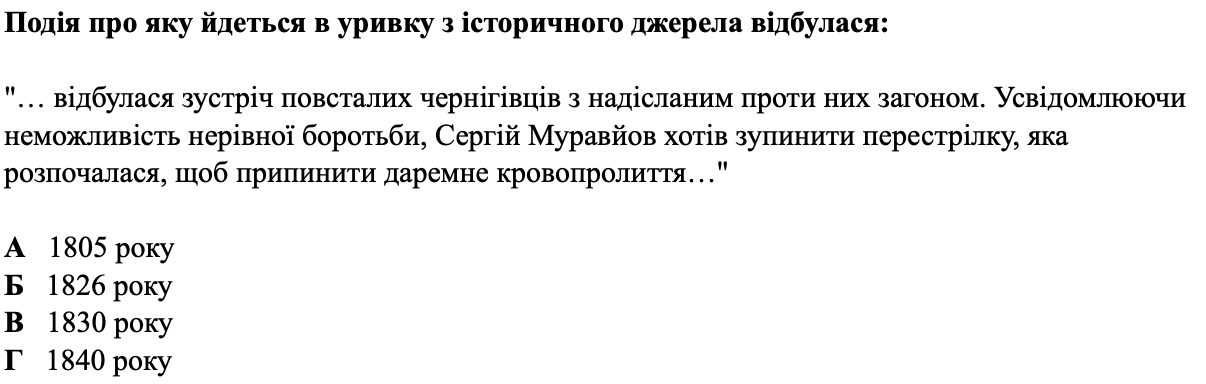 Подія про яку йдеться в уривку з історичного джерела відбулася:
"… відбулася зустріч повсталих чернігівців з надісланим проти них загоном. Усвідомлюючи
неможливість нерівної боротьби, Сергій Муравйов хотів зупинити перестрілку, яка
розпочалася, щоб припинити даремне кровопролиття…"
А 1805 року
Б 1826 року
В 1830 року
Г 1840 року